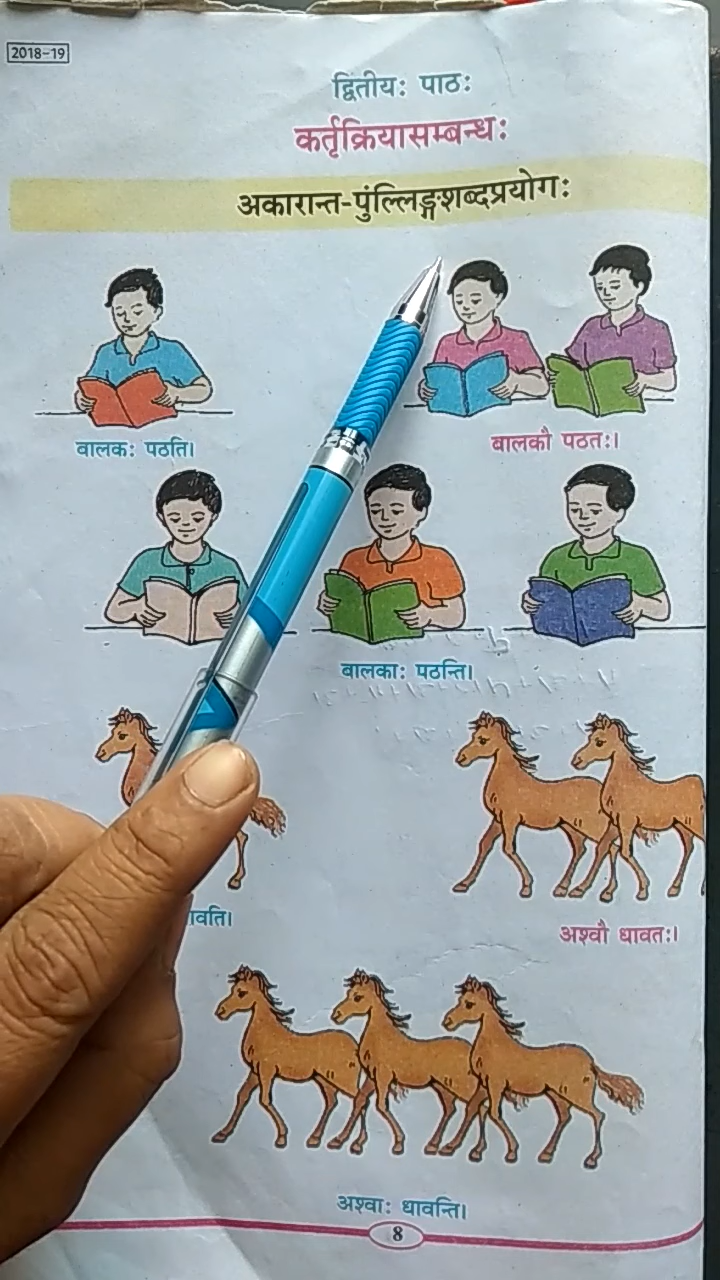 2018-19
द्वितीयः पाठः
कर्तृक्रियासम्बन्धः
अकारान्त-पुंल्लिङ्गशब्दप्रयोगः
बालकः पठति।
बालकौ पठतः।
बालकाः पठन्ति।
अश्वौ धावतः।
अश्वाः धावन्ति।
8